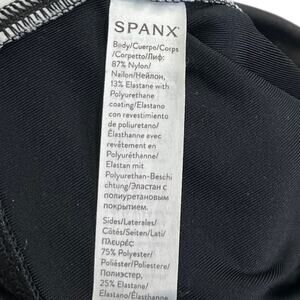 SPANX®
Body/Cuerpo/Corps
/Corpetto/Лиф:
87% Nylon/
Nailon/Нейлон,
13% Elastane with
Polyurethane
coating/Elastano
con revestimiento
de poliuretano/
Élasthanne avec
revêtement en
Polyuréthanne/
Elastan mit
Polyurethan-Beschi
chtung/Эластан с
полиуретановым
покрытием.
Sides/Laterales/
Côtés/Seiten/Lati/
Πλευρές:
75% Polyester/
Poliéster/Poliestere/
Полиэстер,
25% Elastane/
Elastano/Élasthanne/